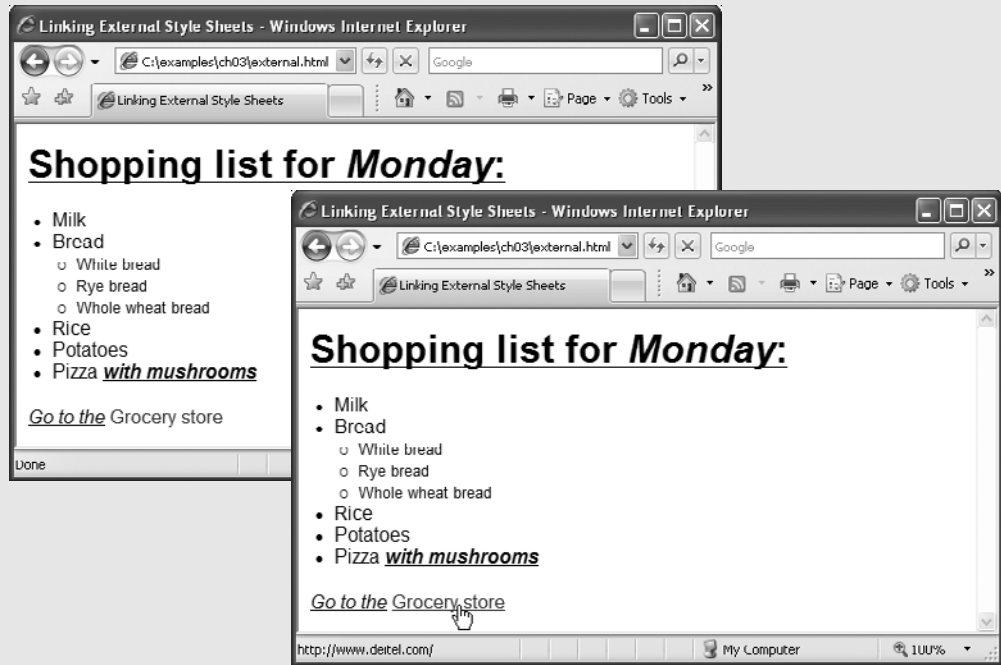 Linking External Style Sheets - Windows Internet Explorer
C:\examples\ch03\external.html
Google
Linking External Style Sheets
Page
Tools
»
Shopping list for Monday:
• Milk
• Bread
o White bread
o Rye bread
o Whole wheat bread
• Rice
• Potatoes
• Pizza with mushrooms
Go to the Grocery store
Done
Linking External Style Sheets - Windows Internet Explorer
C:\examples\ch03\external.html
Google
Linking External Style Sheets
Page
Tools
»
Shopping list for Monday:
• Milk
• Bread
o White bread
o Rye bread
o Whole wheat bread
• Rice
• Potatoes
• Pizza with mushrooms
Go to the Grocery store
http://www.deitel.com/
My Computer
100%